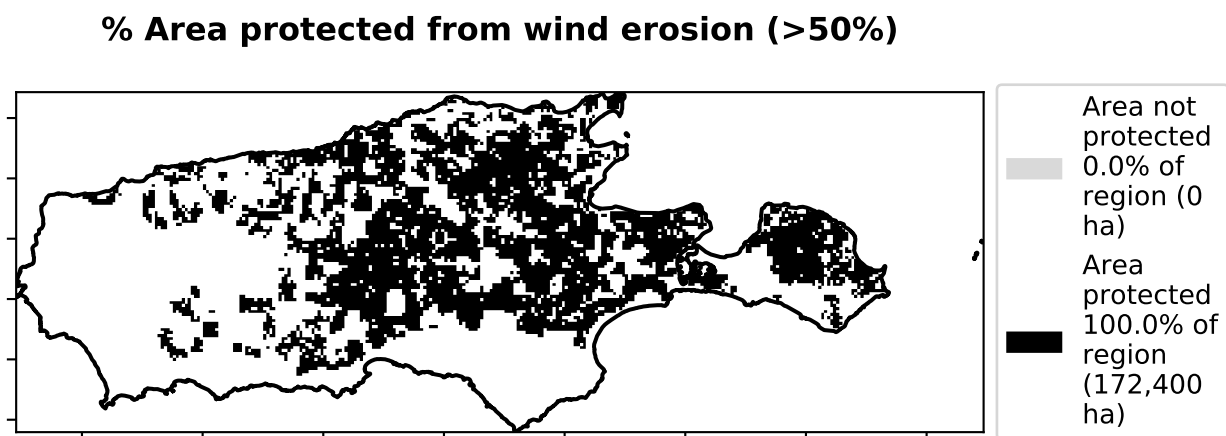 % Area protected from wind erosion (>50%)
Area not
protected
0.0% of
region (0
ha)
Area
protected
100.0% of
region
(172,400
ha)